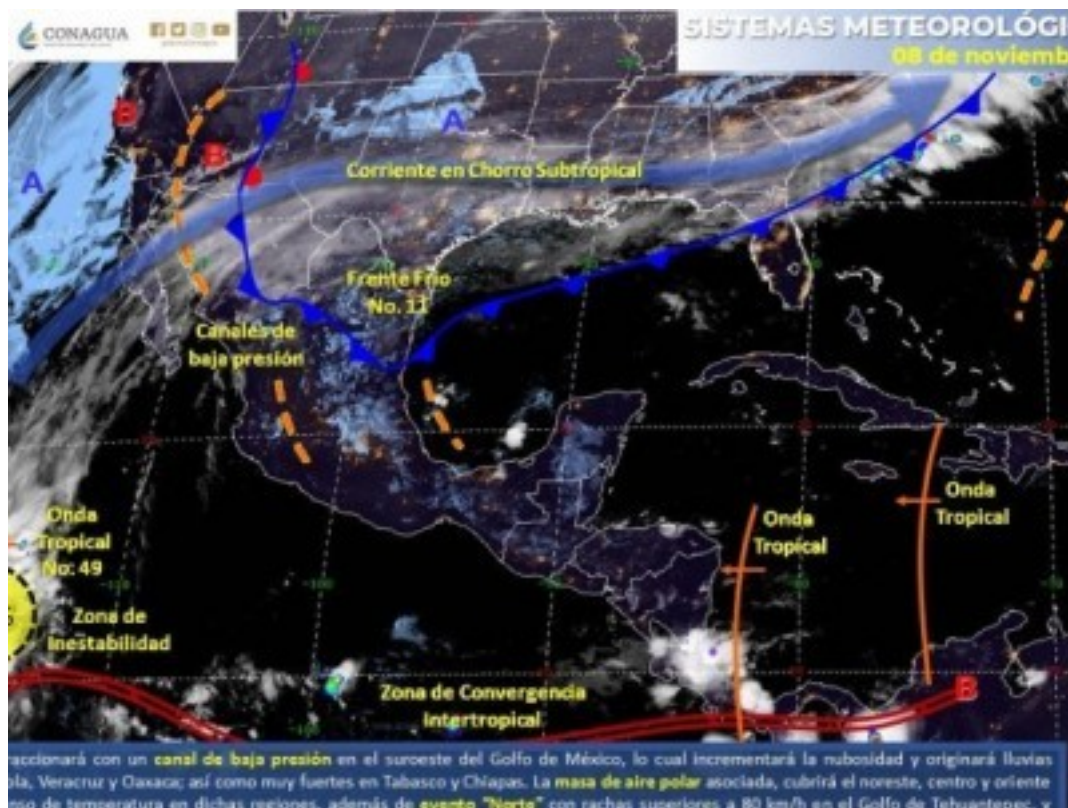 CONAGUA
SISTEMAS METEOROLÓGI
08 de noviemb
B
A
B
A
Corriente en Chorro Subtropical
Frente Frío
No. 11
Canales de
baja presión
Onda
Tropical
No. 49
Zona de
Inestabilidad
Onda
Tropical
Onda
Tropical
Zona de Convergencia
Intertropical
B
accionará con un canal de baja presión en el suroeste del Golfo de México, lo cual incrementará la nubosidad y originará lluvias
ola, Veracruz y Oaxaca; así como muy fuertes en Tabasco y Chiapas. La masa de aire polar asociada, cubrirá el noreste, centro y oriente
nso de temperatura en dichas regiones, además de evento "Norte" con rachas superiores a 80 km/h en el Golfo de